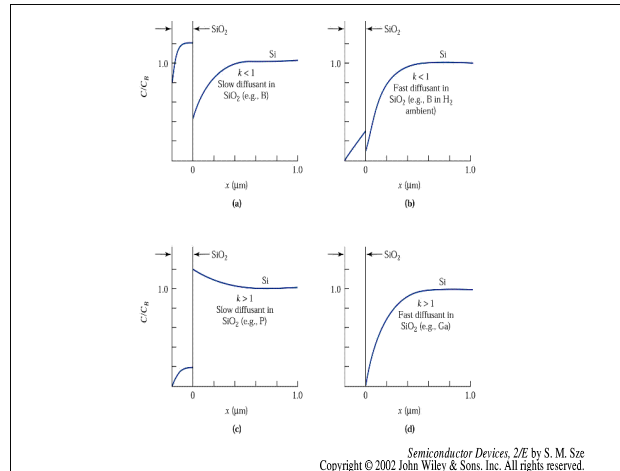 SiO2
SiO2
C/CB
1.0
Si
k < 1
Slow diffusant in
SiO2 (e.g., B)
0
1.0
x (μm)
(a)
1.0
Si
k < 1
Fast diffusant in
SiO2 (e.g., B in H2
ambient)
0
1.0
x (μm)
(b)
SiO2
SiO2
C/CB
1.0
Si
k > 1
Slow diffusant in
SiO2 (e.g., P)
0
1.0
x (μm)
(c)
1.0
Si
k > 1
Fast diffusant in
SiO2 (e.g., Ga)
0
1.0
x (μm)
(d)
Semiconductor Devices, 2/E by S. M. Sze
Copyright © 2002 John Wiley & Sons. Inc. All rights reserved.